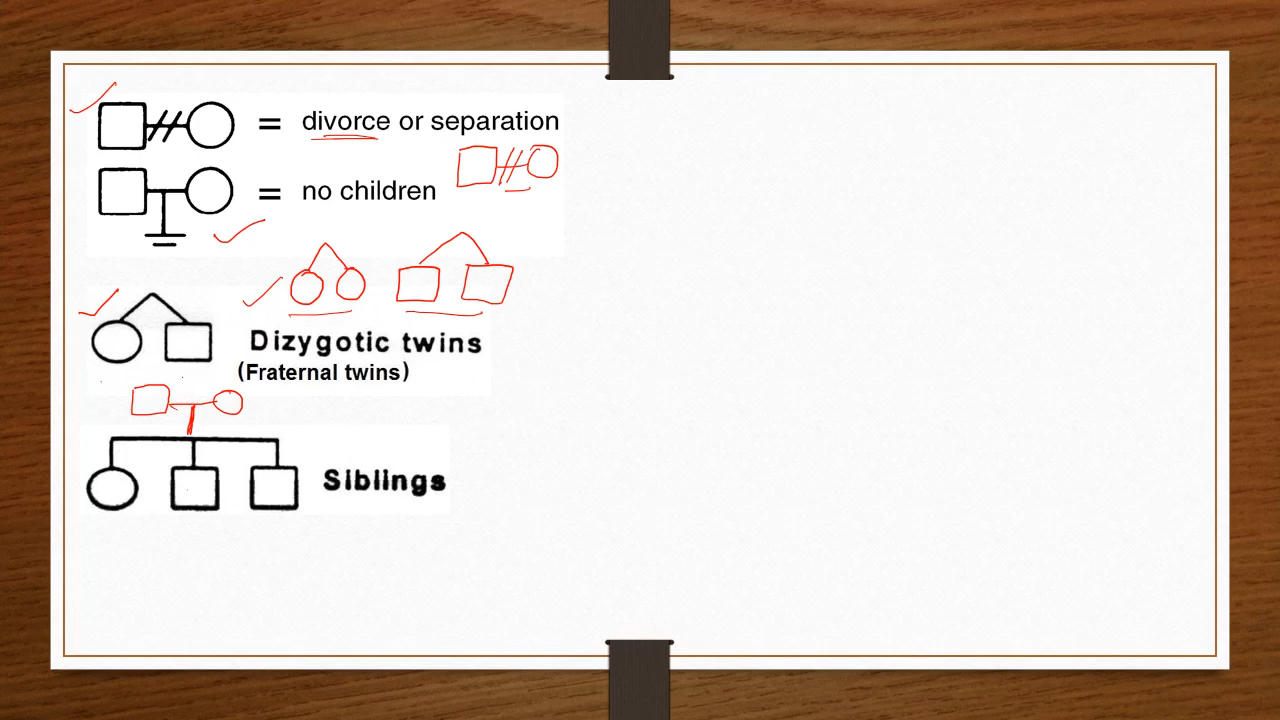 = divorce or separation
= no children
Dizygotic twins
(Fraternal twins)
Siblings